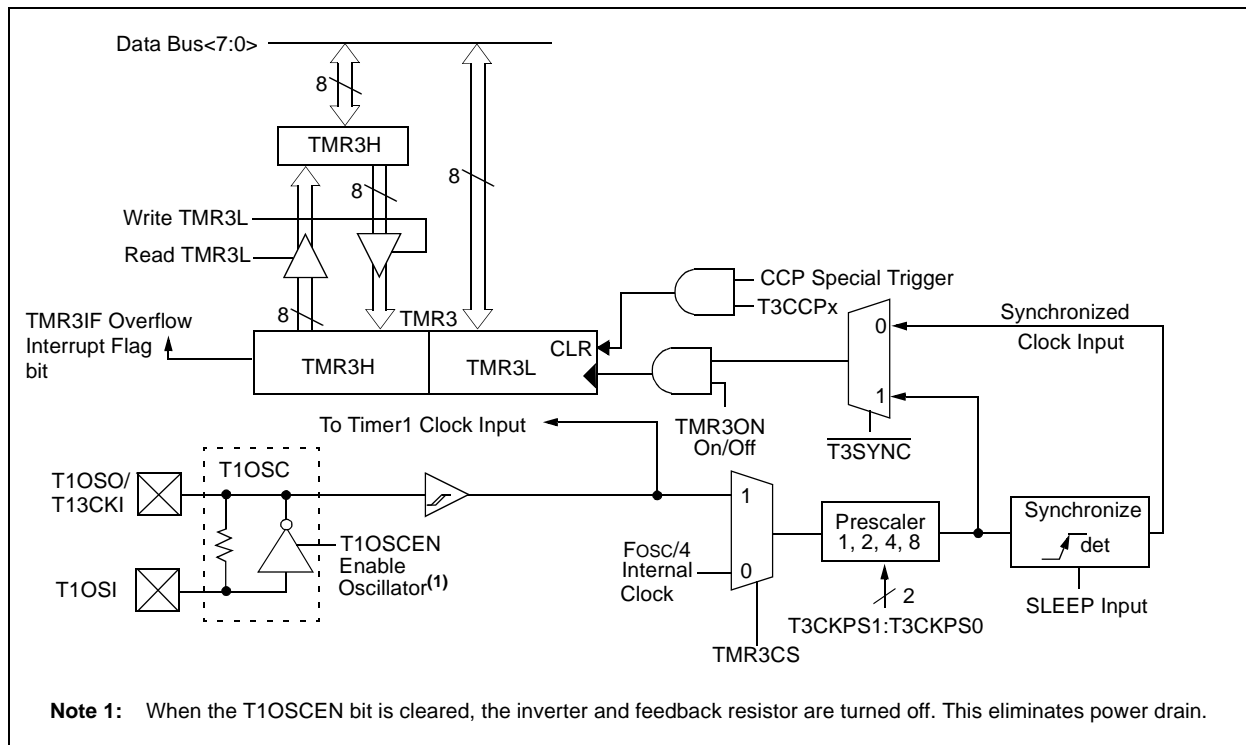 Data Bus<7:0>
8
TMR3H
8
8
Write TMR3L
Read TMR3L
CCP Special Trigger
T3CCPx
8
TMR3
TMR3IF Overflow
Interrupt Flag
bit
CLR
TMR3H
TMR3L
0
1
Synchronized
Clock Input
TMR3ON
On/Off
T3SYNC
To Timer1 Clock Input
T1OSC
T1OSO/
T13CKI
1
Prescaler
1, 2, 4, 8
Synchronize
det
T1OSCEN
Enable
Oscillator(1)
FOSC/4
Internal
Clock
0
T1OSI
2
SLEEP Input
T3CKPS1:T3CKPS0
TMR3CS
Note 1: When the T1OSCEN bit is cleared, the inverter and feedback resistor are turned off. This eliminates power drain.